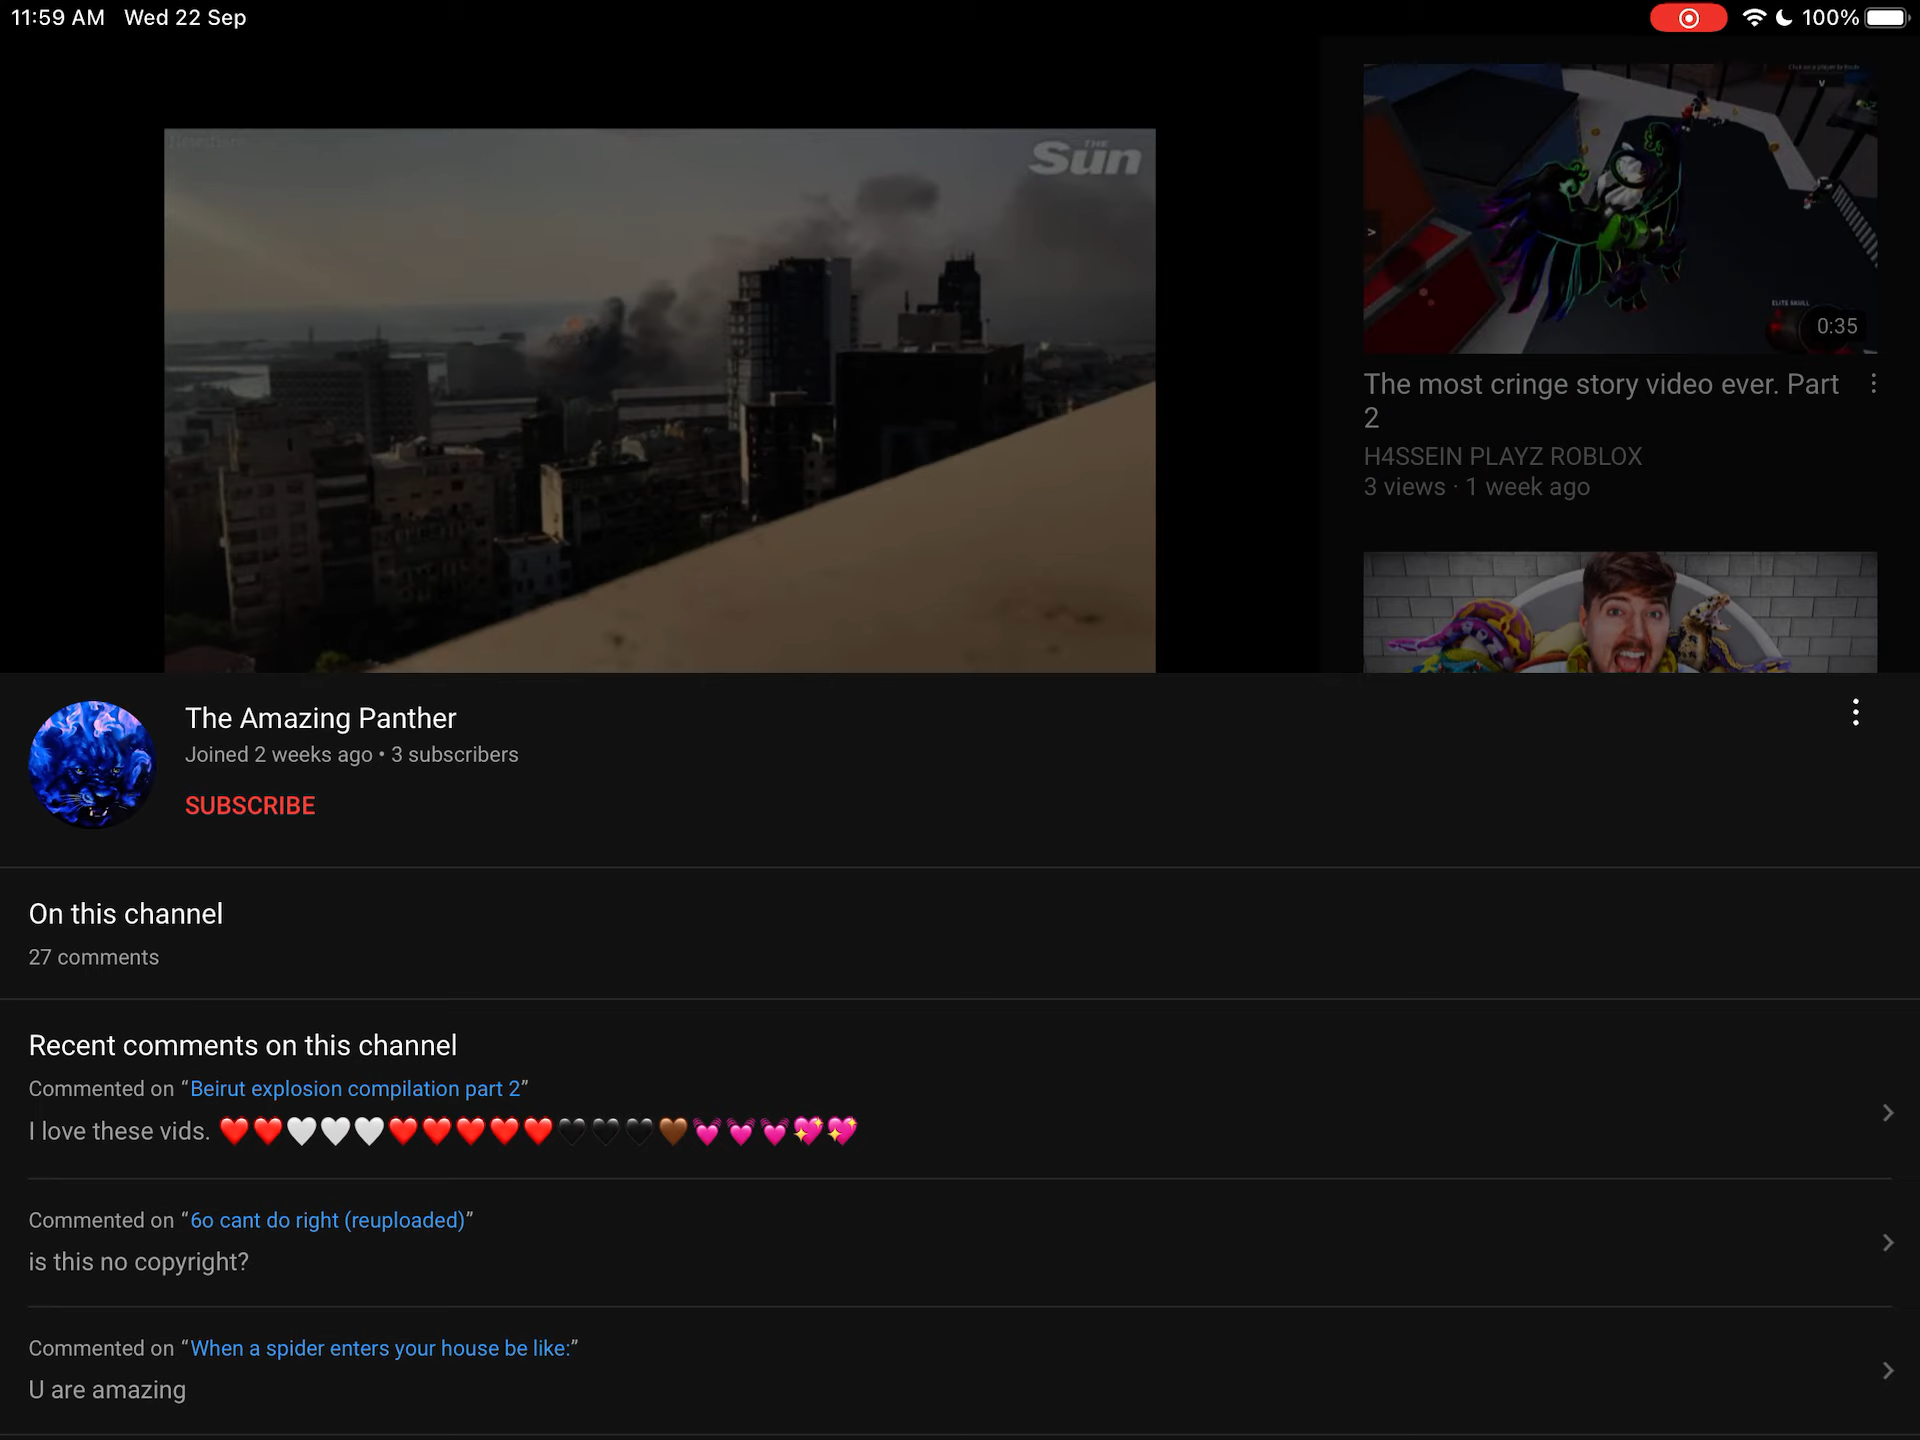 11:59 AM Wed 22 Sep
100%
THE
Sun
ELITE SKULL
0:35
The most cringe story video ever. Part
2
H4SSEIN PLAYZ ROBLOX
3 views · 1 week ago
The Amazing Panther
Joined 2 weeks ago • 3 subscribers
SUBSCRIBE
On this channel
27 comments
Recent comments on this channel
Commented on “Beirut explosion compilation part 2”
I love these vids. ❤️❤️🤍🤍🤍❤️❤️❤️❤️❤️🖤🖤🖤🤎💓💓💓💖💖
Commented on “6o cant do right (reuploaded)”
is this no copyright?
Commented on “When a spider enters your house be like:”
U are amazing